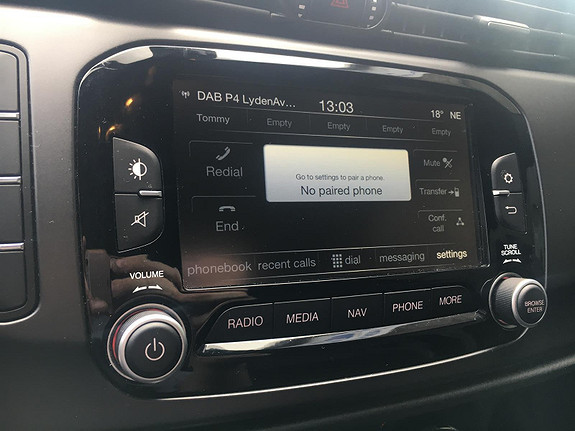 DAB P4 LydenAv... 13:03 18° NE
Tommy Empty Empty Empty Empty
Redial
Go to settings to pair a phone.
No paired phone
Mute
Transfer
End
Conf.
call
phonebook recent calls dial messaging settings
VOLUME
TUNE
SCROLL
RADIO MEDIA NAV PHONE MORE
BROWSE
ENTER